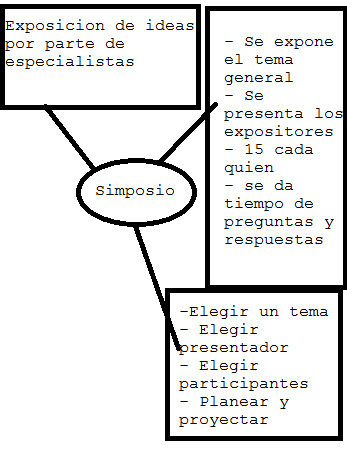 Exposicion de ideas
por parte de
especialistas
- Se expone
el tema
general
- Se
presenta los
expositores
- 15 cada
quien
- se da
tiempo de
preguntas y
respuestas
Simposio
-Elegir un tema
- Elegir
presentador
- Elegir
participantes
- Planear y
proyectar